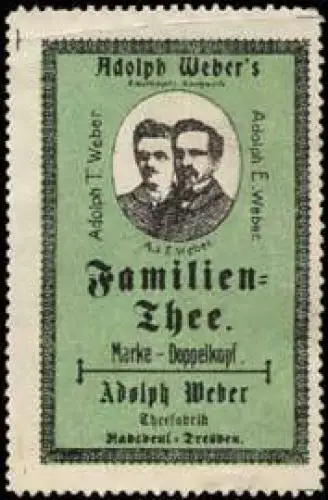 Adolph Weber's
Adolph T. Weber
Adolph E. Weber
Familien-
Thee.
Marke - Doppelkopf.
Adolph Weber
Theefabrik
Radebeul-Dresden.